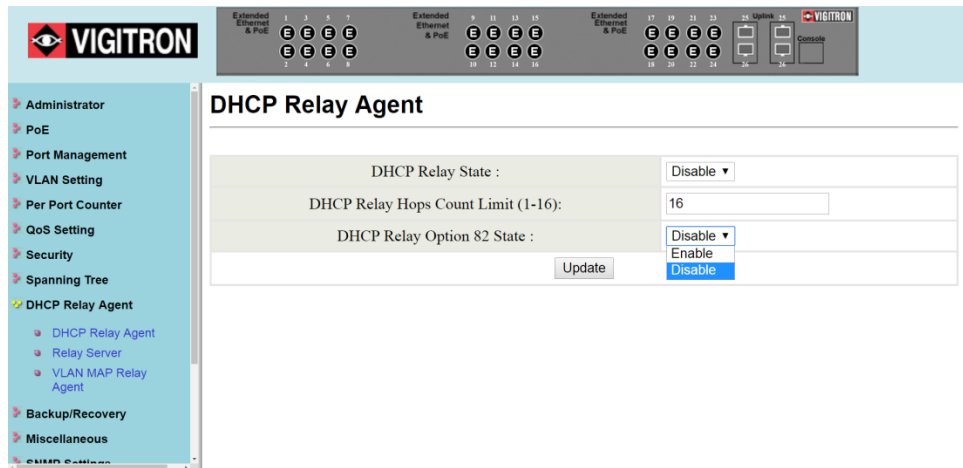 VIGITRON
Extended
Ethernet
& PoE
1 3 5 7
E E E E
E E E E
2 4 6 8
Extended
Ethernet
& PoE
9 11 13 15
E E E E
E E E E
10 12 14 16
Extended
Ethernet
& PoE
17 19 21 23
E E E E
E E E E
18 20 22 24
25 Uplink 25
26 26
VIGITRON
Console
Administrator
PoE
Port Management
VLAN Setting
Per Port Counter
QoS Setting
Security
Spanning Tree
DHCP Relay Agent
DHCP Relay Agent
Relay Server
VLAN MAP Relay
Agent
Backup/Recovery
Miscellaneous
SNMP Settings
DHCP Relay Agent
DHCP Relay State : Disable
DHCP Relay Hops Count Limit (1-16): 16
DHCP Relay Option 82 State : Disable
Enable
Disable
Update